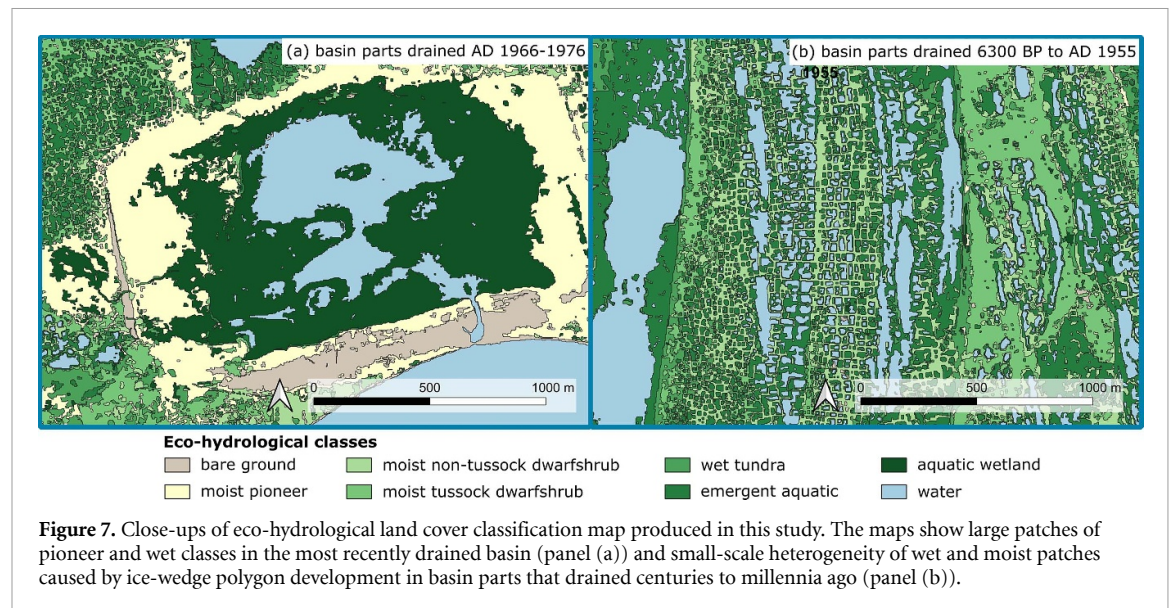 (a) basin parts drained AD 1966-1976
(b) basin parts drained 6300 BP to AD 1955
1955
0 500 1000 m
0 500 1000 m
Eco-hydrological classes
bare ground moist non-tussock dwarfshrub wet tundra aquatic wetland
moist pioneer moist tussock dwarfshrub emergent aquatic water
Figure 7. Close-ups of eco-hydrological land cover classification map produced in this study. The maps show large patches of
pioneer and wet classes in the most recently drained basin (panel (a)) and small-scale heterogeneity of wet and moist patches
caused by ice-wedge polygon development in basin parts that drained centuries to millennia ago (panel (b)).